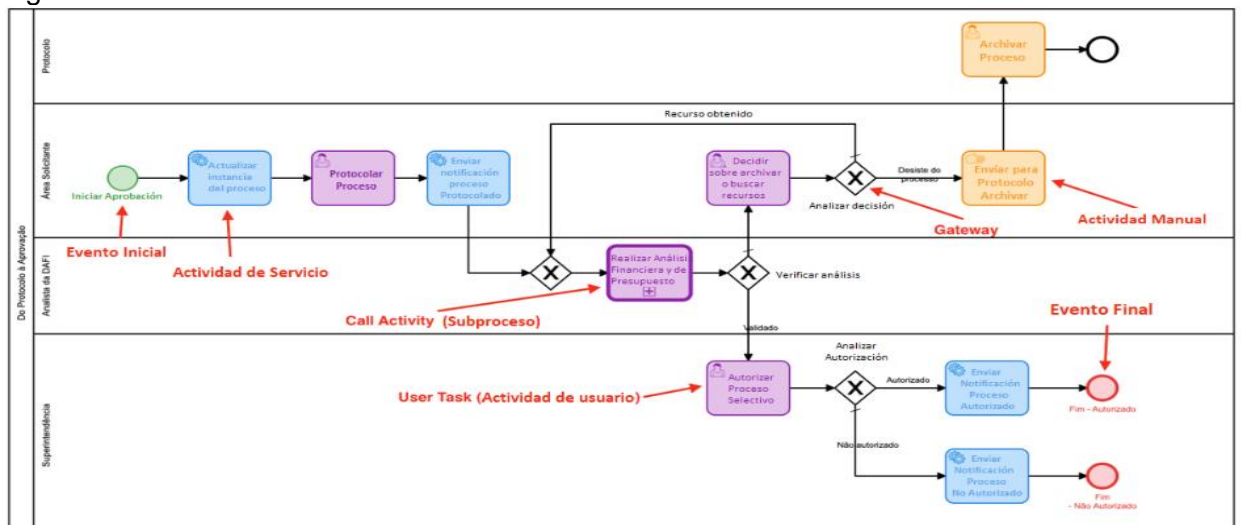 Do Protocolo à Aprovação
Protocolo
Archivar
Proceso
Área Solicitante
Recurso obtenido
Iniciar Aprobación
Actualizar
instancia
del proceso
Protocolar
Proceso
Enviar
notificación
proceso
Protocolado
Decidir
sobre archivar
o buscar
recursos
Analizar decisión
Desiste do
processo
Enviar para
Protocolo
Archivar
Evento Inicial
Actividad de Servicio
Gateway
Actividad Manual
Analista da DAFI
Realizar Análisi
Financiera y de
Presupuesto
Verificar análisis
Call Activity (Subproceso)
Validado
Evento Final
Superintendência
Autorizar
Proceso
Selectivo
User Task (Actividad de usuario)
Analizar
Autorización
Autorizado
Enviar
Notificación
Proceso
Autorizado
Fim - Autorizado
Não autorizado
Enviar
Notificación
Proceso
No Autorizado
Fim
- Não Autorizado